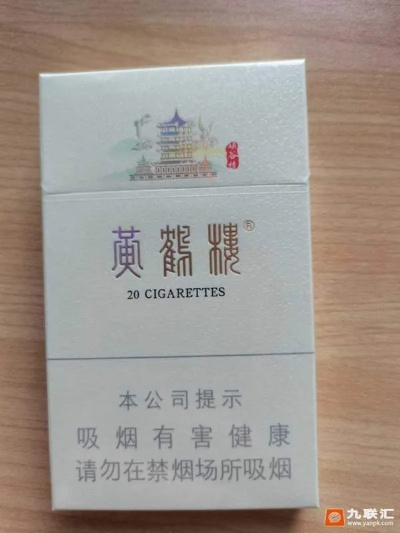 黄鹤楼®
20 CIGARETTES
本公司提示
吸烟有害健康
请勿在禁烟场所吸烟
九联汇
www.yanpk.com